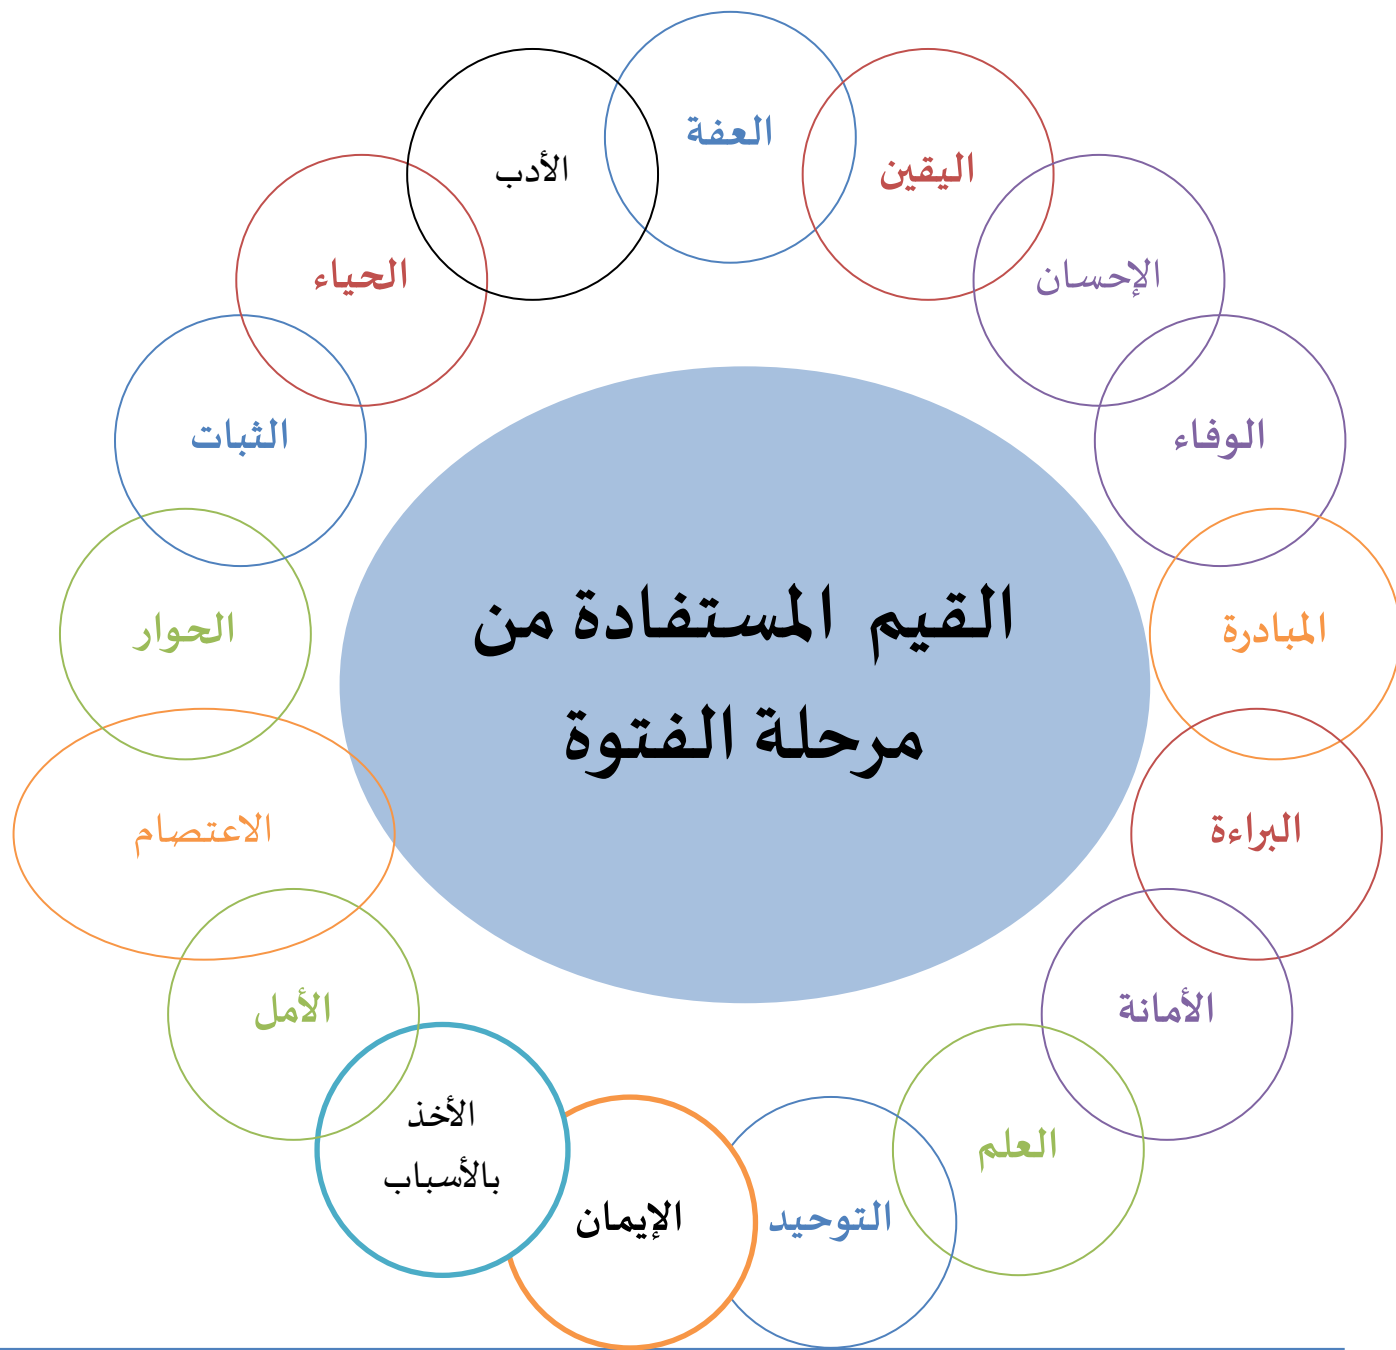 القيم المستفادة من
مرحلة الفتوة
العفة
اليقين
الإحسان
الوفاء
المبادرة
البراءة
الأمانة
العلم
التوحيد
الإيمان
الأخذ
بالأسباب
الأمل
الاعتصام
الحوار
الثبات
الحياء
الأدب